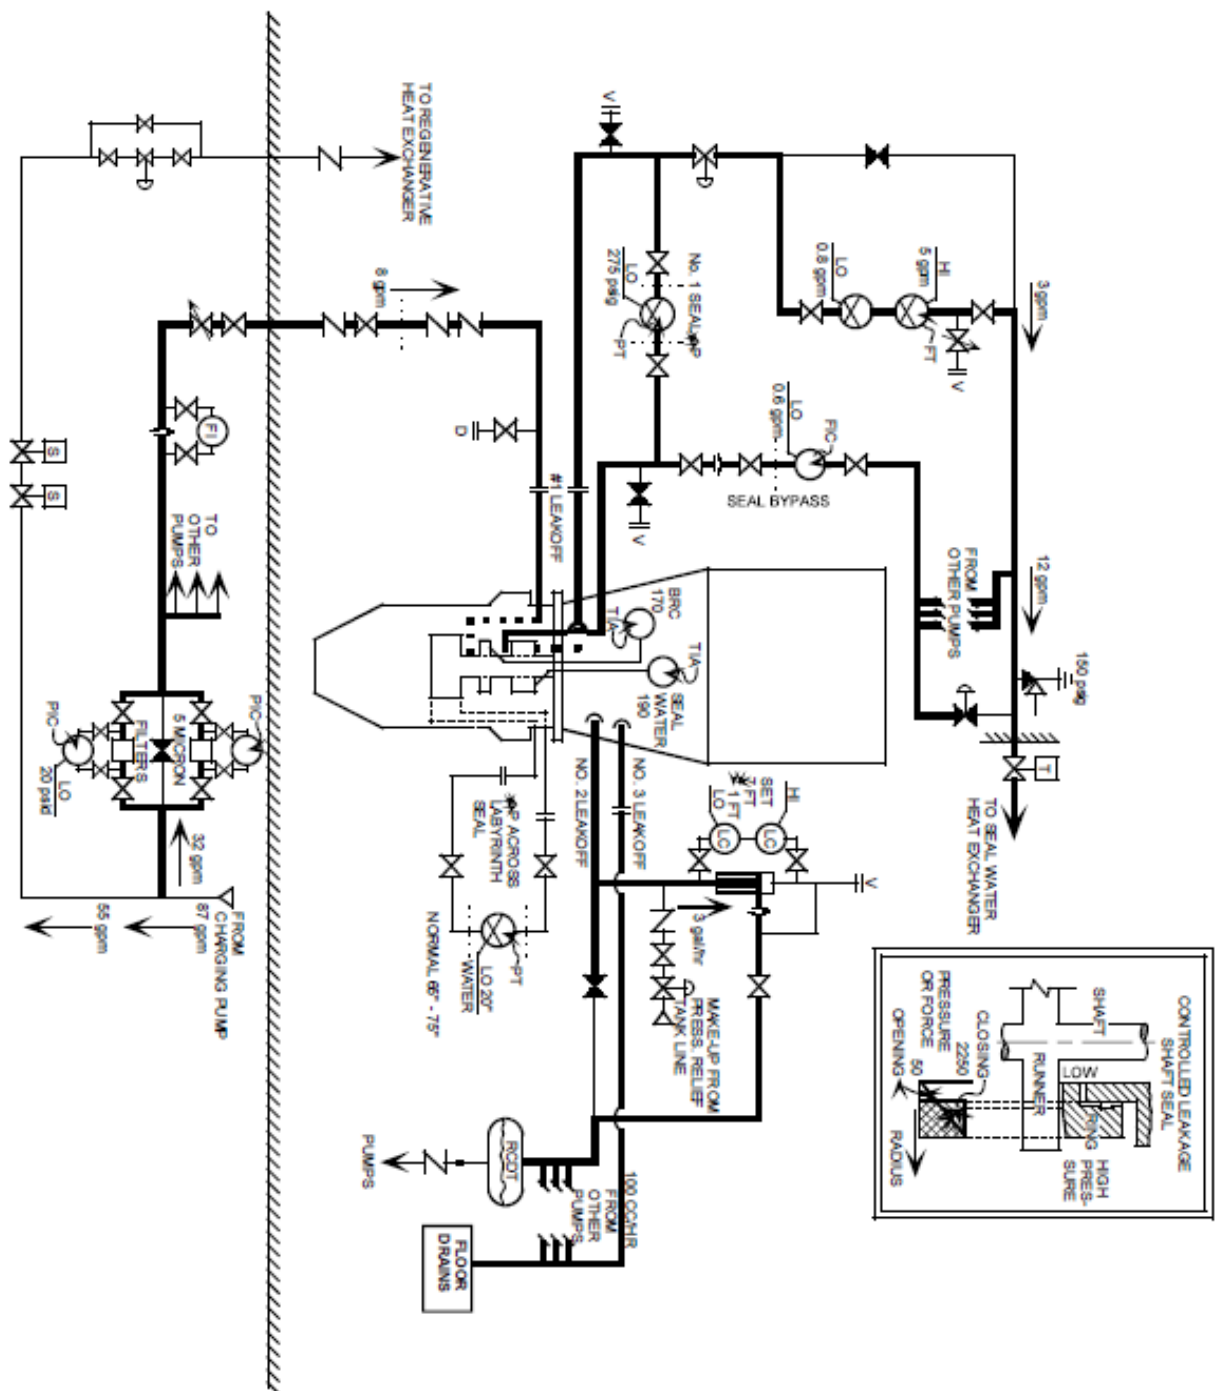 TO REGENERATIVE
HEAT EXCHANGER
8 gpm
V
No. 1 SEAL
P
LO
275 psig
PT
LO
0.8 gpm
HI
5 gpm
FT
V
3 gpm
LO
0.6 gpm
FIC
SEAL BYPASS
V
FI
D
#1 LEAKOFF
S
S
TO
OTHER
PUMPS
FROM
OTHER PUMPS
12 gpm
150 psig
T
TO SEAL WATER
HEAT EXCHANGER
BRC
170
TIA
TIA
SEAL
WATER
190
PIC
PIC
5 MICRON
FILTERS
LO
20 psid
32 gpm
FROM
CHARGING PUMP
87 gpm
55 gpm
NO. 2 LEAKOFF
NO. 3 LEAKOFF
P ACROSS
LABYRINTH
SEAL
PT
LO 20"
WATER
NORMAL 65" - 75"
HI
SET
7 FT
1 FT
LO
LC
LC
V
3 gal/hr
MAKE-UP FROM
PRESS. RELIEF
TANK LINE
RCDT
PUMPS
FROM
OTHER
PUMPS
100 CC/HR
FLOOR
DRAINS
CONTROLLED LEAKAGE
SHAFT SEAL
SHAFT
RUNNER
LOW
RING
HIGH
PRES-
SURE
CLOSING
2250
PRESSURE
OR FORCE
50
OPENING
RADIUS